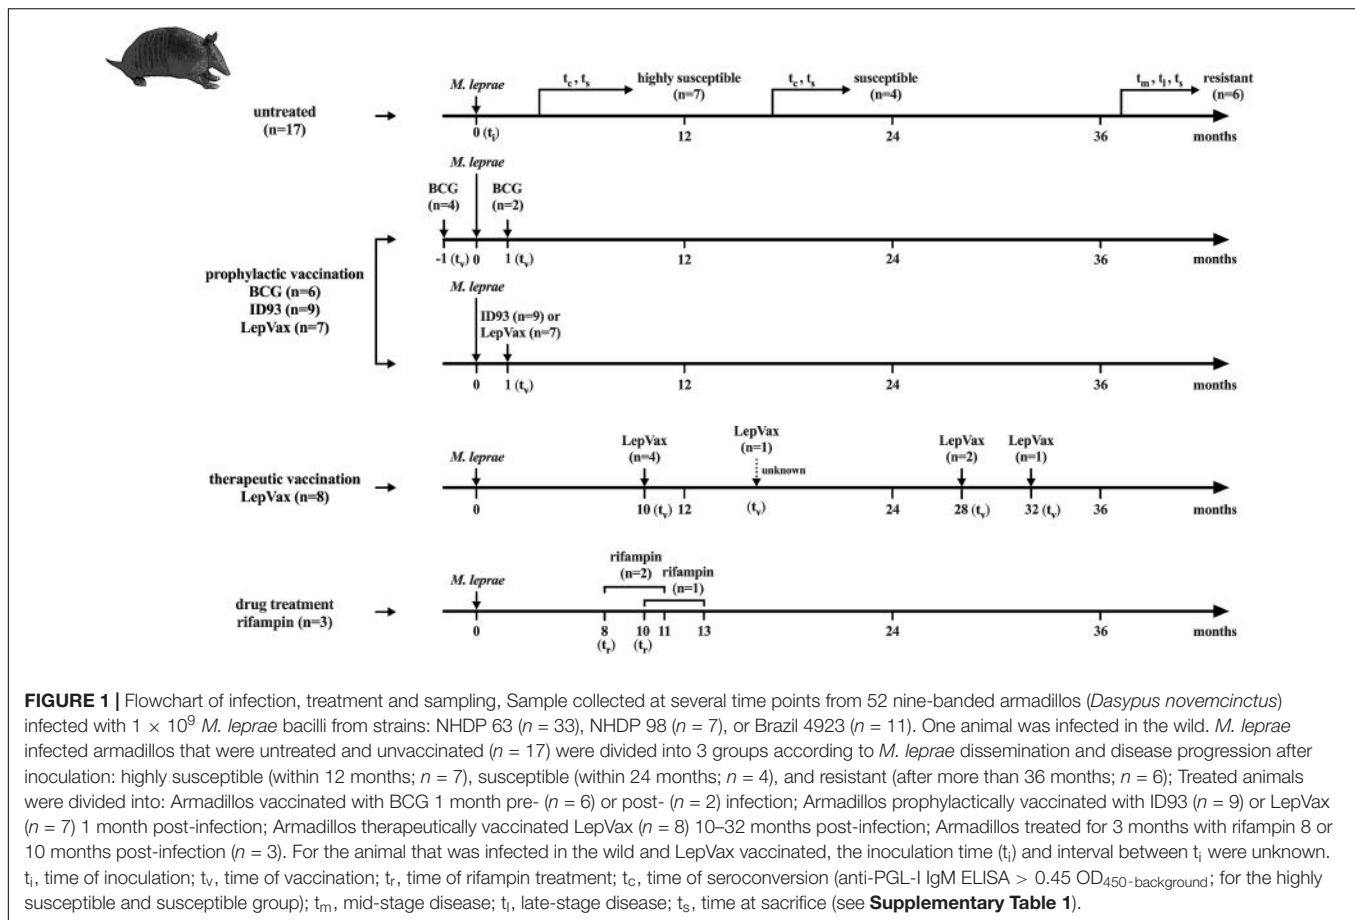 t_c, t_s
highly susceptible
(n=7)
t_c, t_s
susceptible
(n=4)
t_m, t_l, t_s
resistant
(n=6)
M. leprae
untreated
(n=17)
0 (t_i)
12
24
36
months
M. leprae
BCG
(n=4)
BCG
(n=2)
-1 (t_v)
0
1 (t_v)
12
24
36
months
prophylactic vaccination
BCG (n=6)
ID93 (n=9)
LepVax (n=7)
M. leprae
ID93 (n=9) or
LepVax (n=7)
0
1 (t_v)
12
24
36
months
therapeutic vaccination
LepVax (n=8)
M. leprae
LepVax
(n=4)
LepVax
(n=1)
unknown
LepVax
(n=2)
LepVax
(n=1)
0
10 (t_v)
12
(t_v)
24
28 (t_v)
32 (t_v)
36
months
drug treatment
rifampin (n=3)
M. leprae
rifampin
(n=2)
rifampin
(n=1)
0
8
(t_r)
10
(t_r)
11
13
24
36
months
FIGURE 1 | Flowchart of infection, treatment and sampling, Sample collected at several time points from 52 nine-banded armadillos (Dasypus novemcinctus)
infected with 1 × 10⁹ M. leprae bacilli from strains: NHDP 63 (n = 33), NHDP 98 (n = 7), or Brazil 4923 (n = 11). One animal was infected in the wild. M. leprae
infected armadillos that were untreated and unvaccinated (n = 17) were divided into 3 groups according to M. leprae dissemination and disease progression after
inoculation: highly susceptible (within 12 months; n = 7), susceptible (within 24 months; n = 4), and resistant (after more than 36 months; n = 6); Treated animals
were divided into: Armadillos vaccinated with BCG 1 month pre- (n = 6) or post- (n = 2) infection; Armadillos prophylactically vaccinated with ID93 (n = 9) or LepVax
(n = 7) 1 month post-infection; Armadillos therapeutically vaccinated LepVax (n = 8) 10–32 months post-infection; Armadillos treated for 3 months with rifampin 8 or
10 months post-infection (n = 3). For the animal that was infected in the wild and LepVax vaccinated, the inoculation time (t_i) and interval between t_i were unknown.
t_i, time of inoculation; t_v, time of vaccination; t_r, time of rifampin treatment; t_c, time of seroconversion (anti-PGL-I IgM ELISA > 0.45 OD_450-background; for the highly
susceptible and susceptible group); t_m, mid-stage disease; t_l, late-stage disease; t_s, time at sacrifice (see Supplementary Table 1).